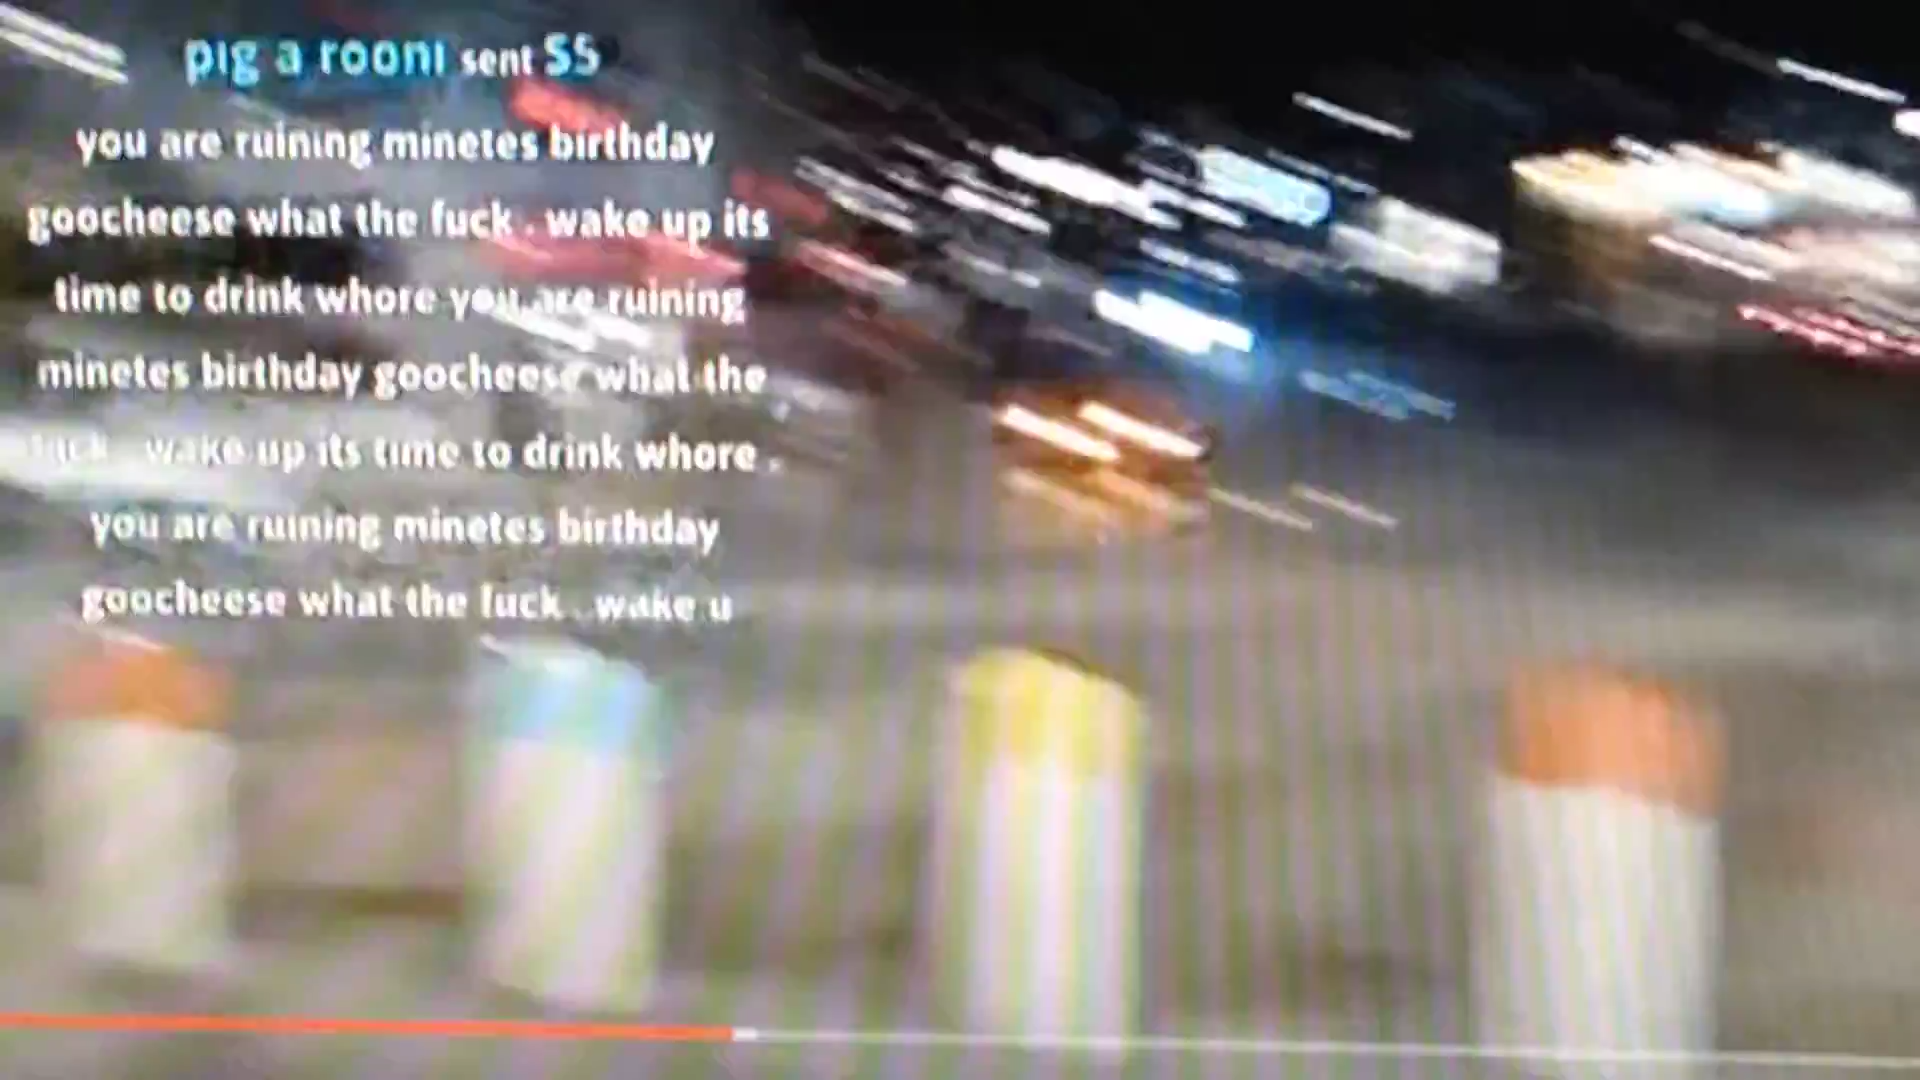 pig a rooni sent $5
you are ruining minetes birthday
goocheese what the fuck . wake up its
time to drink whore you are ruining
minetes birthday goocheese what the
fuck . wake up its time to drink whore .
you are ruining minetes birthday
goocheese what the fuck . wake u